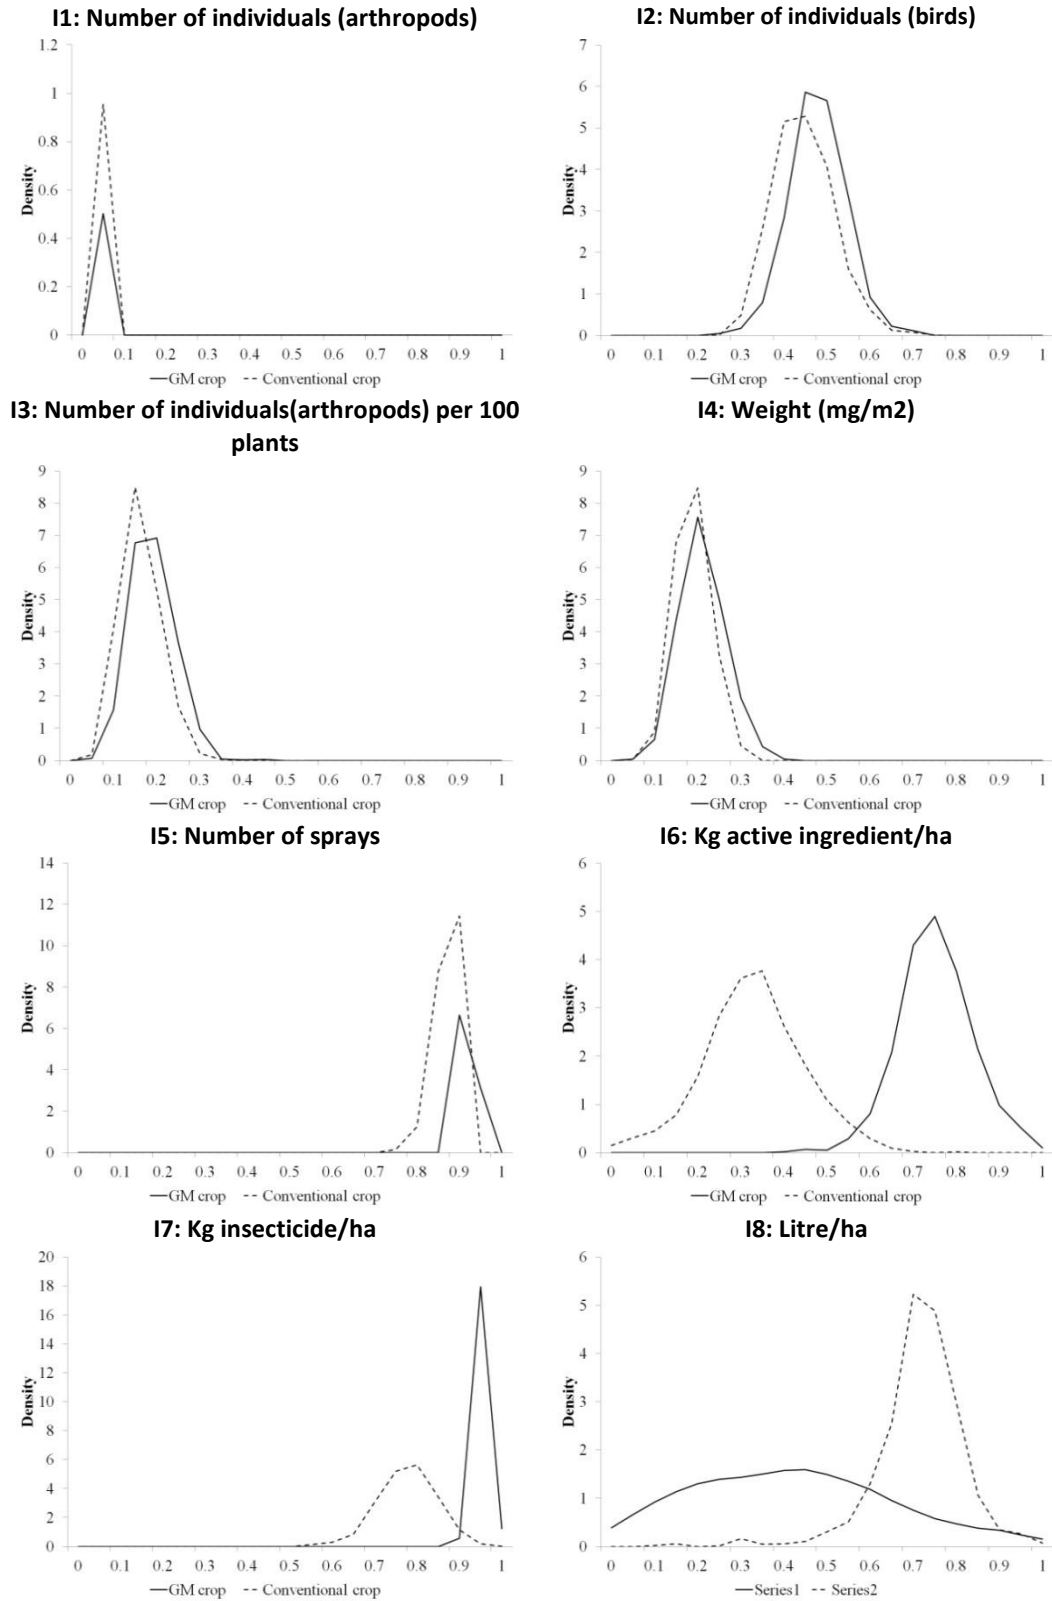 I1: Number of individuals (arthropods)
1.2
1
0.8
0.6
0.4
0.2
0
Density
0 0.1 0.2 0.3 0.4 0.5 0.6 0.7 0.8 0.9 1
GM crop Conventional crop
I2: Number of individuals (birds)
7
6
5
4
3
2
1
0
Density
0 0.1 0.2 0.3 0.4 0.5 0.6 0.7 0.8 0.9 1
GM crop Conventional crop
I3: Number of individuals(arthropods) per 100
plants
9
8
7
6
5
4
3
2
1
0
Density
0 0.1 0.2 0.3 0.4 0.5 0.6 0.7 0.8 0.9 1
GM crop Conventional crop
I4: Weight (mg/m2)
9
8
7
6
5
4
3
2
1
0
Density
0 0.1 0.2 0.3 0.4 0.5 0.6 0.7 0.8 0.9 1
GM crop Conventional crop
I5: Number of sprays
14
12
10
8
6
4
2
0
Density
0 0.1 0.2 0.3 0.4 0.5 0.6 0.7 0.8 0.9 1
GM crop Conventional crop
I6: Kg active ingredient/ha
6
5
4
3
2
1
0
Density
0 0.1 0.2 0.3 0.4 0.5 0.6 0.7 0.8 0.9 1
GM crop Conventional crop
I7: Kg insecticide/ha
20
18
16
14
12
10
8
6
4
2
0
Density
0 0.1 0.2 0.3 0.4 0.5 0.6 0.7 0.8 0.9 1
GM crop Conventional crop
I8: Litre/ha
6
5
4
3
2
1
0
Density
0 0.1 0.2 0.3 0.4 0.5 0.6 0.7 0.8 0.9 1
Series1 Series2